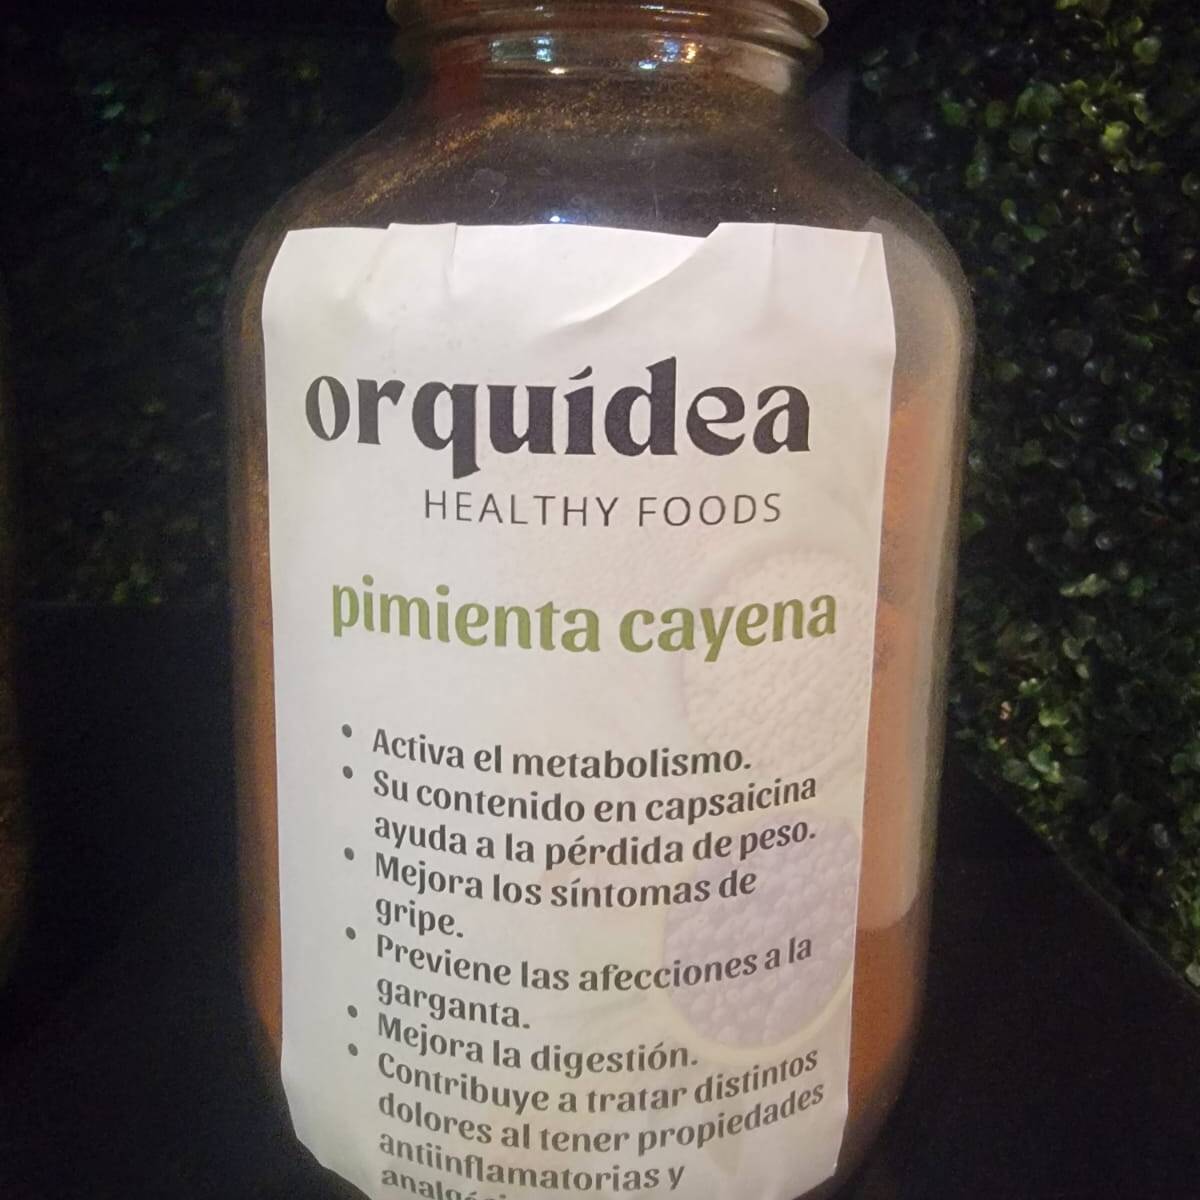 orquídea
HEALTHY FOODS
pimienta cayena
• Activa el metabolismo.
• Su contenido en capsaicina
ayuda a la pérdida de peso.
• Mejora los síntomas de
gripe.
• Previene las afecciones a la
garganta.
• Mejora la digestión.
• Contribuye a tratar distintos
dolores al tener propiedades
antiinflamatorias y